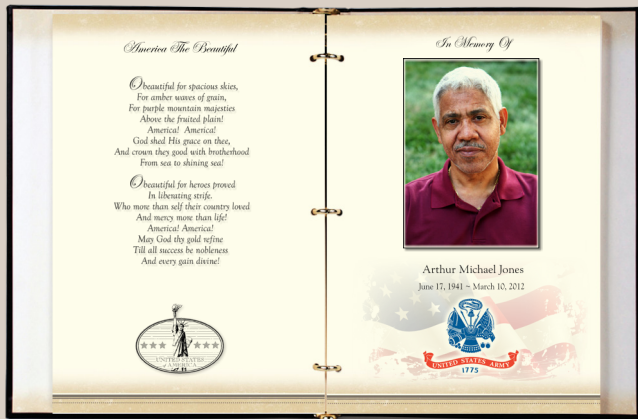 America The Beautiful
O beautiful for spacious skies,
For amber waves of grain,
For purple mountain majesties
Above the fruited plain!
America! America!
God shed His grace on thee,
And crown they good with brotherhood
From sea to shining sea!
O beautiful for heroes proved
In liberating strife.
Who more than self their country loved
And mercy more than life!
America! America!
May God thy gold refine
Till all success be nobleness
And every gain divine!
UNITED STATES
of AMERICA
In Memory Of
Arthur Michael Jones
June 17, 1941 ~ March 10, 2012
UNITED STATES ARMY
1775